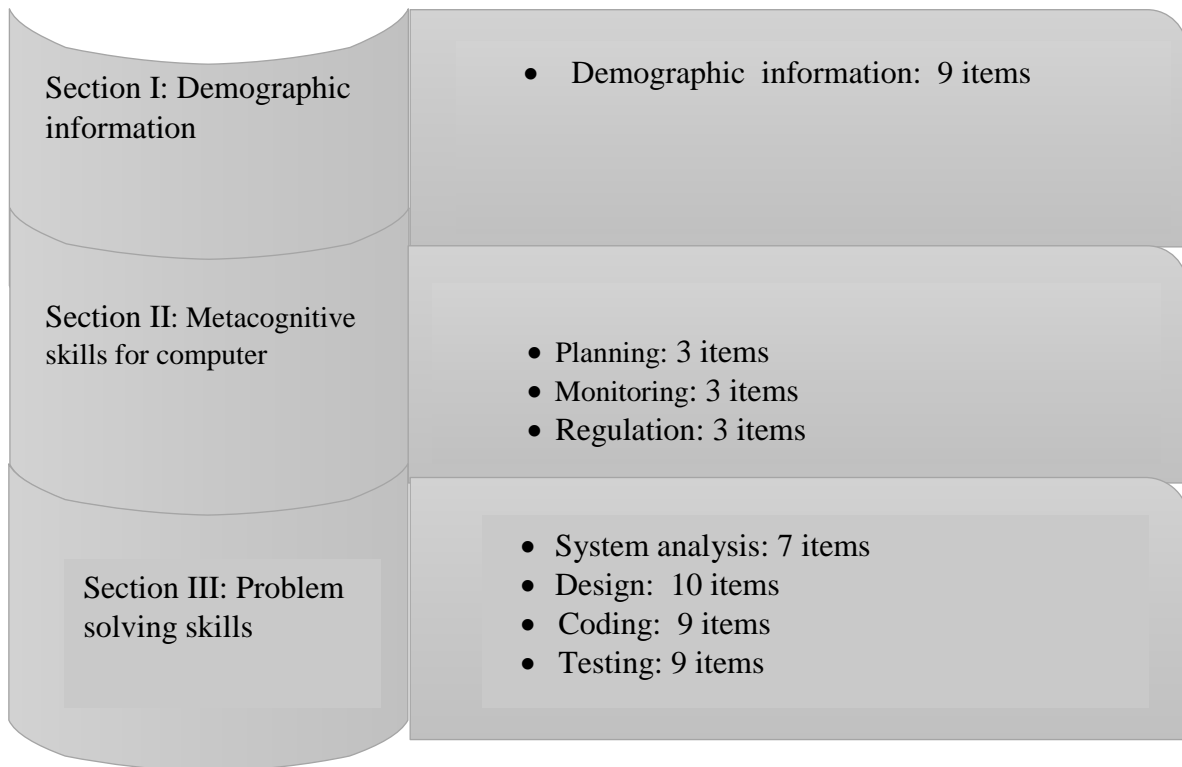 Section I: Demographic
information
• Demographic information: 9 items
Section II: Metacognitive
skills for computer
• Planning: 3 items
• Monitoring: 3 items
• Regulation: 3 items
Section III: Problem
solving skills
• System analysis: 7 items
• Design: 10 items
• Coding: 9 items
• Testing: 9 items